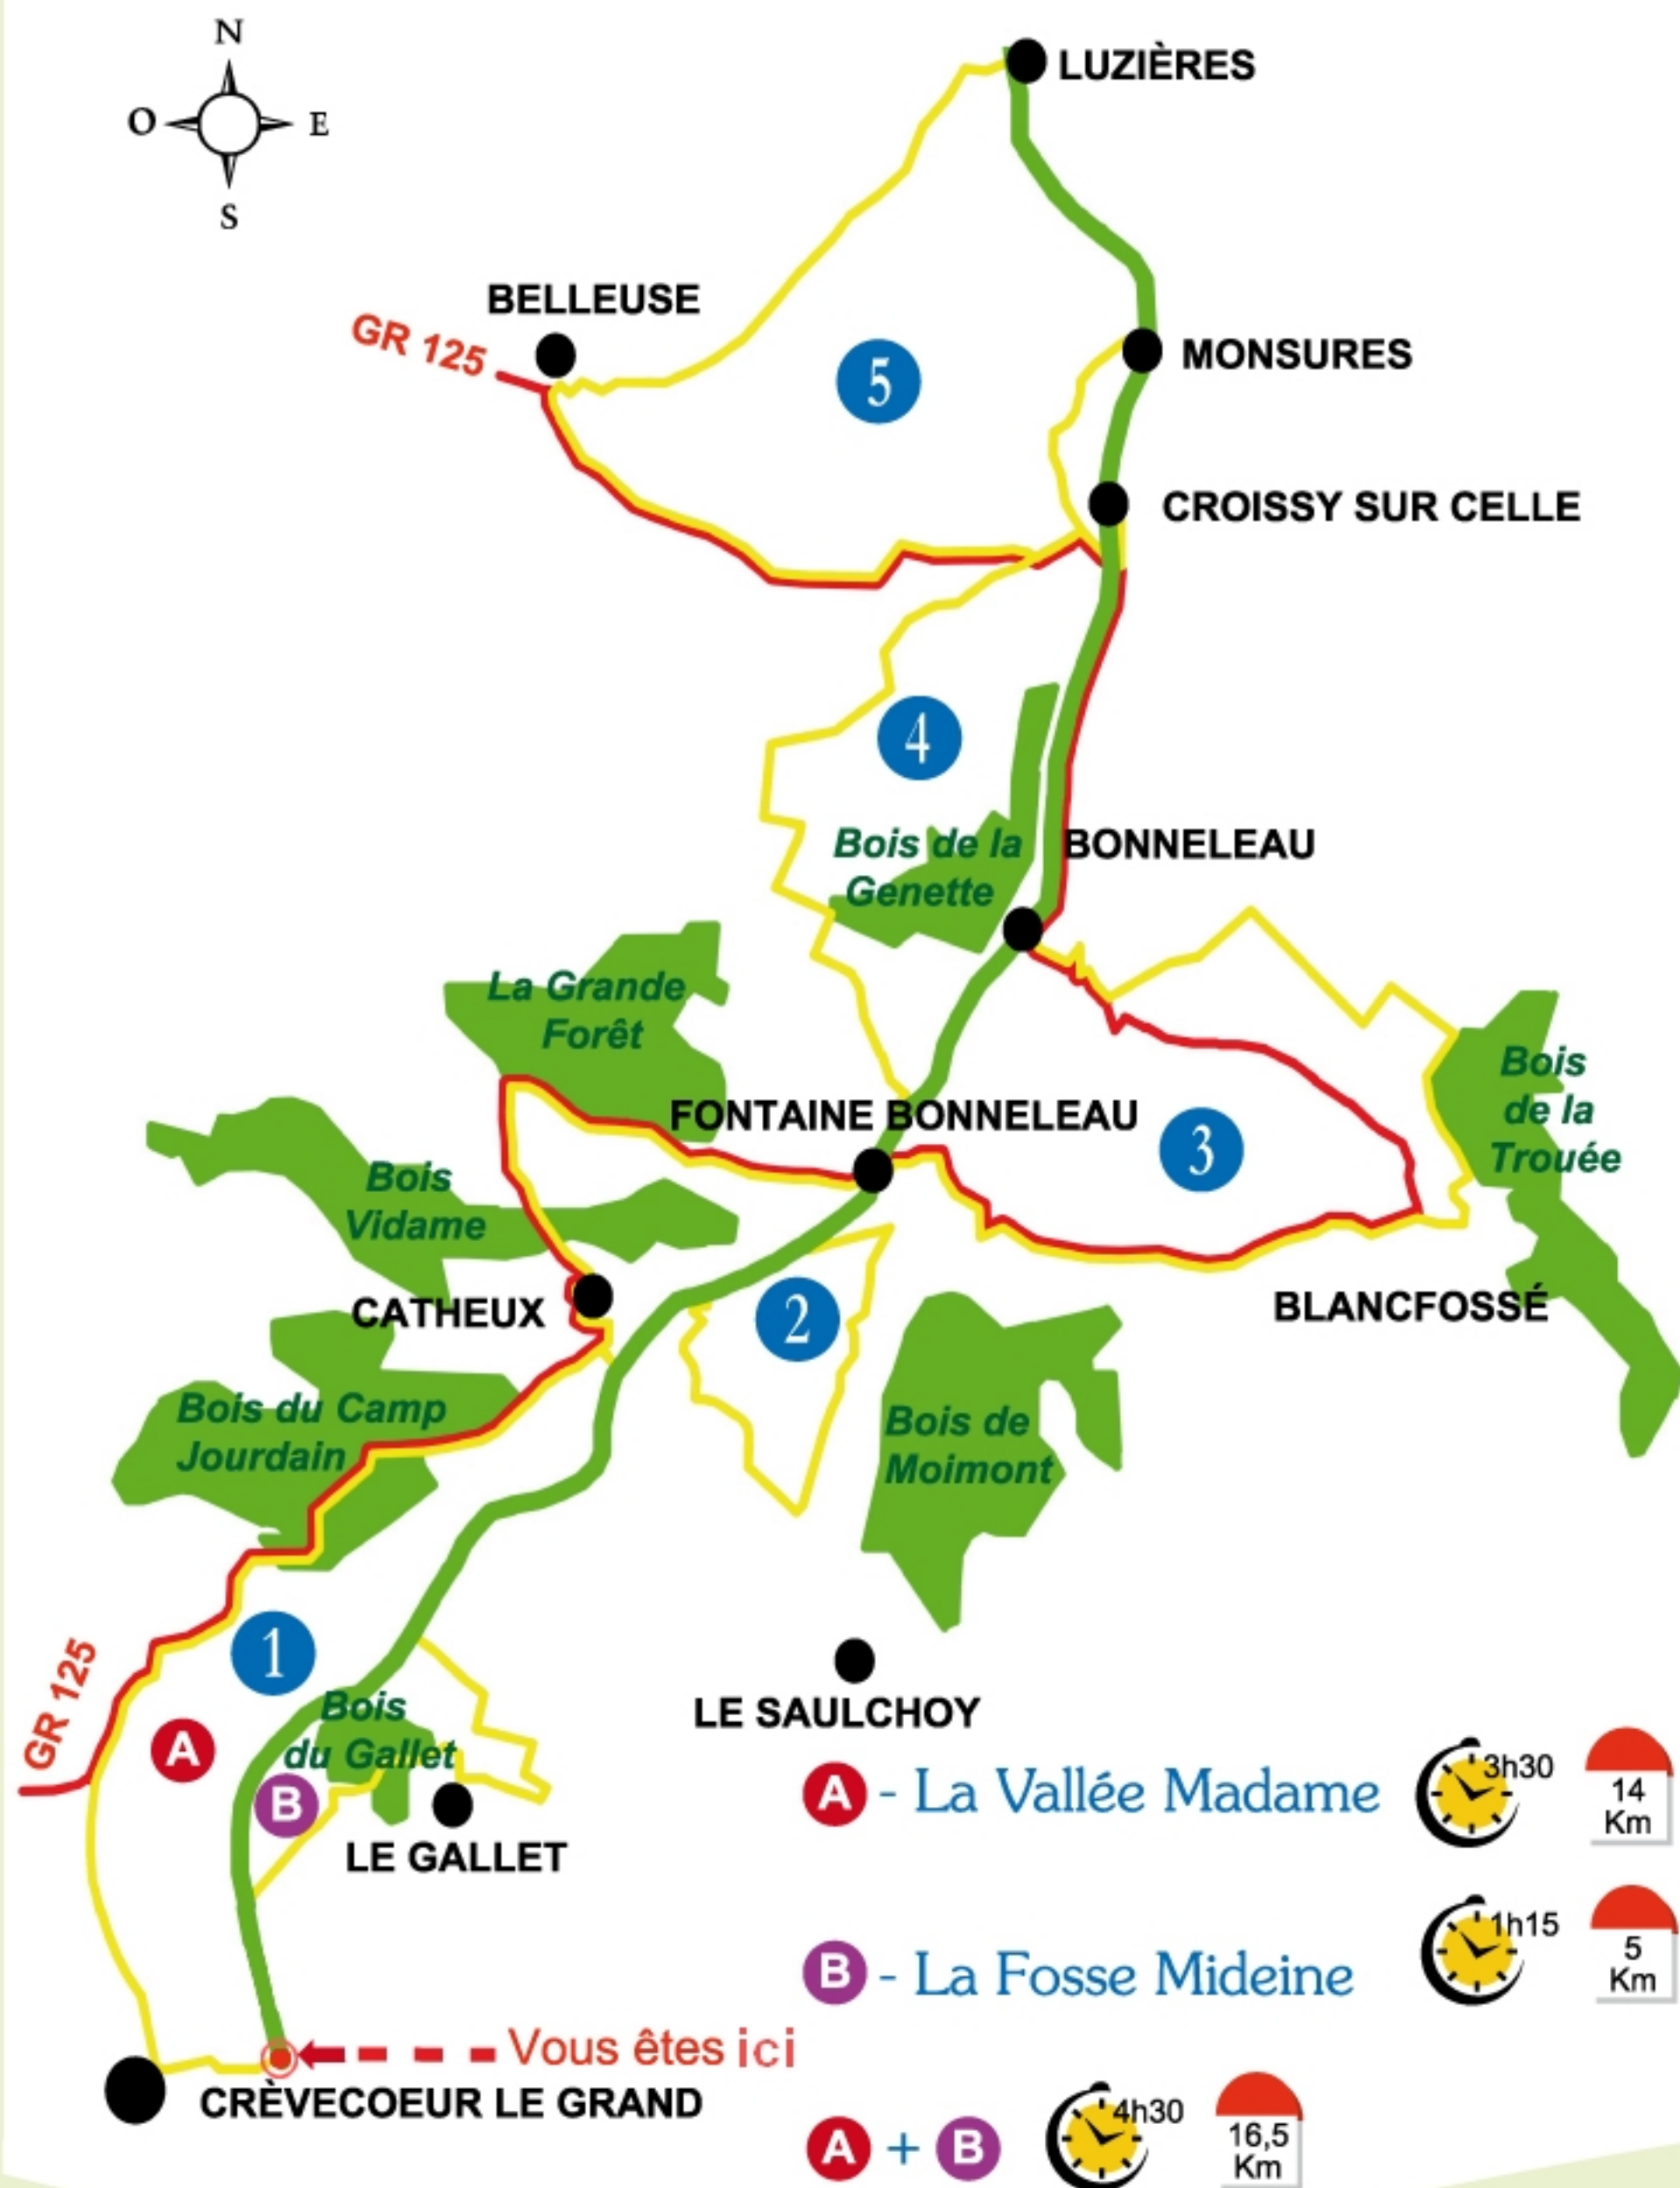 N
O
E
S
LUZIÈRES
BELLEUSE
GR 125
5
MONSURES
CROISSY SUR CELLE
4
Bois de la
Genette
BONNELEAU
La Grande
Forêt
Bois
de la
Trouée
FONTAINE BONNELEAU
3
Bois
Vidame
CATHEUX
2
BLANCFOSSÉ
Bois du Camp
Jourdain
Bois de
Moimont
1
GR 125
A
Bois
du Gallet
B
LE GALLET
LE SAULCHOY
A - La Vallée Madame
3h30
14
Km
B - La Fosse Mideine
1h15
5
Km
Vous êtes ici
CRÈVECOEUR LE GRAND
A + B
4h30
16,5
Km